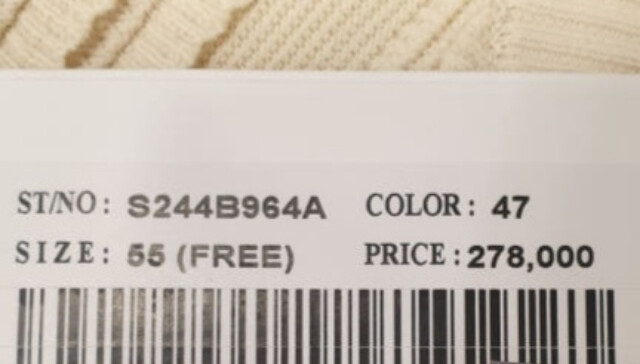 ST/NO: S244B964A COLOR: 47
SIZE: 55 (FREE) PRICE: 278,000